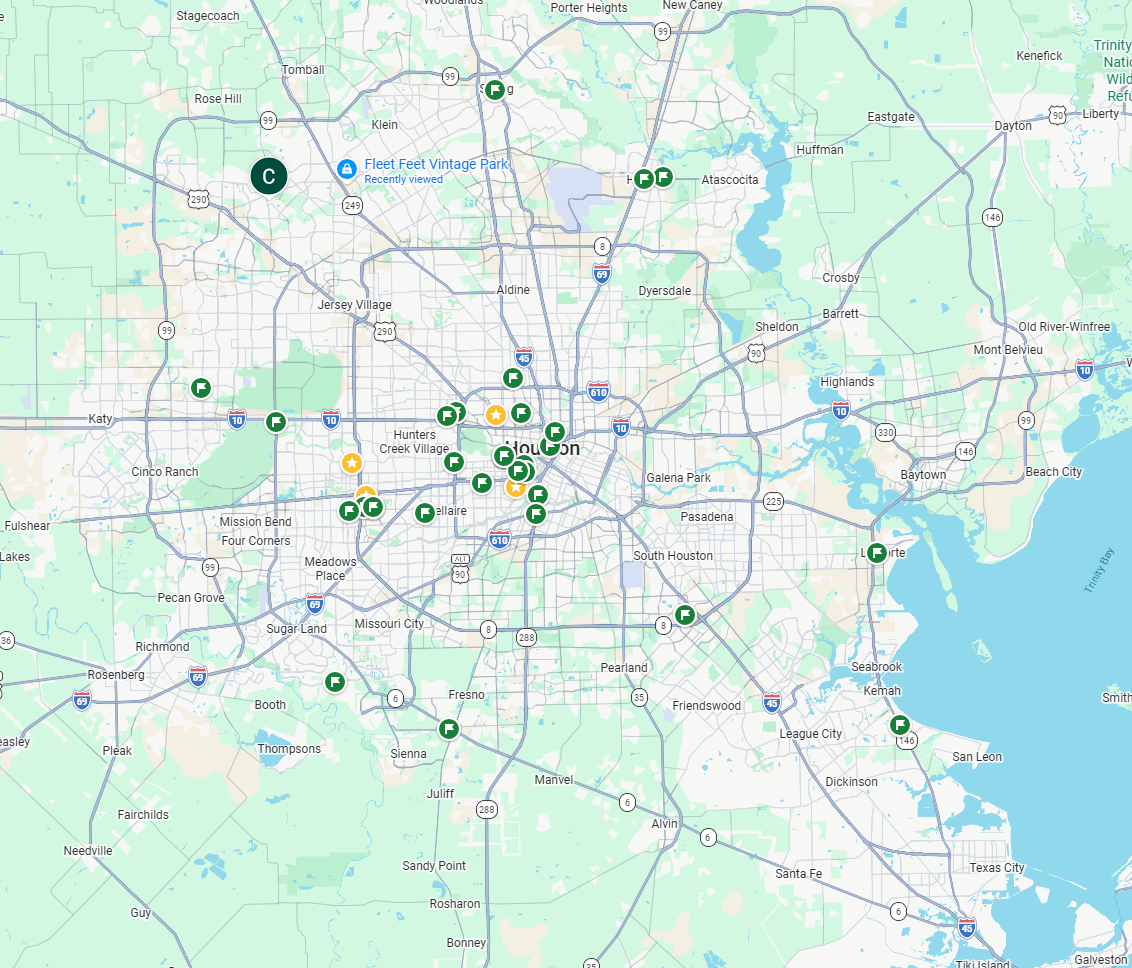 Woodlands
Porter Heights
New Caney
Stagecoach
99
Kenefick
Trinity
Tomball
99
Rose Hill
99
Klein
Eastgate
90
Liberty
Dayton
Huffman
Fleet Feet Vintage Park
Recently viewed
C
Atascocita
290
249
146
8
69
Crosby
Aldine
Dyersdale
Jersey Village
Barrett
99
290
Sheldon
Old River-Winfree
45
90
Mont Belvieu
10
Highlands
610
Katy
10
10
10
10
99
330
Hunters
Creek Village
Houston
146
Cinco Ranch
Galena Park
Baytown
Beach City
225
Fulshear
Mission Bend
Pasadena
Four Corners
610
Lakes
Meadows
Place
ALT
90
South Houston
Trinity Bay
99
Pecan Grove
69
Sugar Land
Missouri City
8
288
8
36
Richmond
Rosenberg
69
Pearland
Seabrook
Kemah
69
6
Fresno
35
45
Booth
Friendswood
League City
146
Pleak
Thompsons
Sienna
San Leon
Manvel
Dickinson
Juliff
288
6
Fairchilds
Alvin
6
Needville
Sandy Point
Santa Fe
Texas City
Rosharon
Guy
6
45
Bonney
35
Tiki Island
Galveston